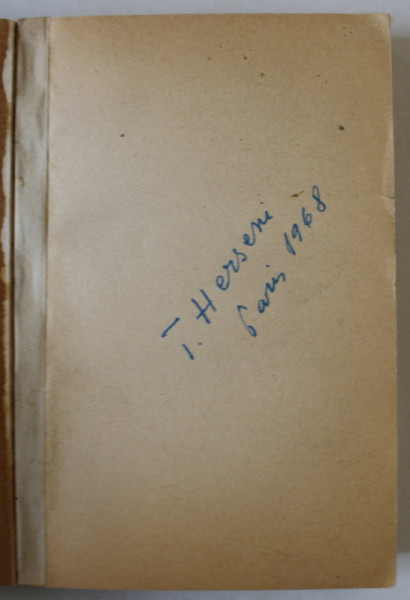 T. Herseni
Paris 1968